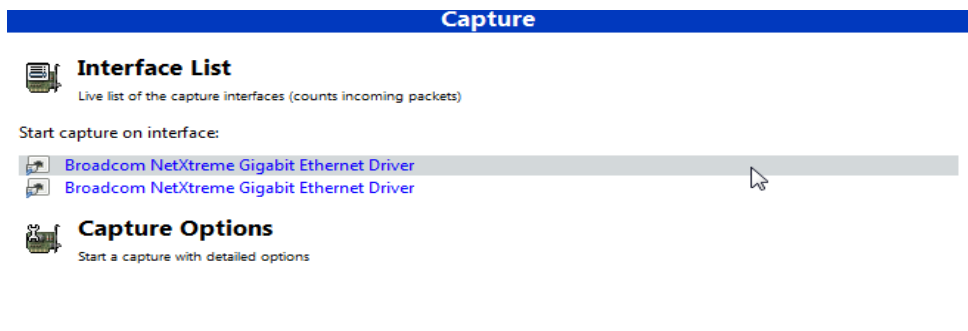 Capture
Interface List
Live list of the capture interfaces (counts incoming packets)
Start capture on interface:
Broadcom NetXtreme Gigabit Ethernet Driver
Broadcom NetXtreme Gigabit Ethernet Driver
Capture Options
Start a capture with detailed options